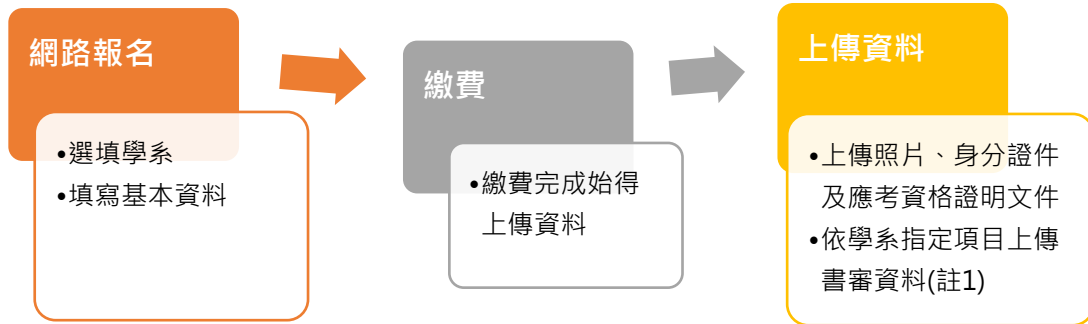 網路報名
•選填學系
•填寫基本資料
繳費
•繳費完成始得
上傳資料
上傳資料
•上傳照片、身分證件
及應考資格證明文件
•依學系指定項目上傳
書審資料(註1)